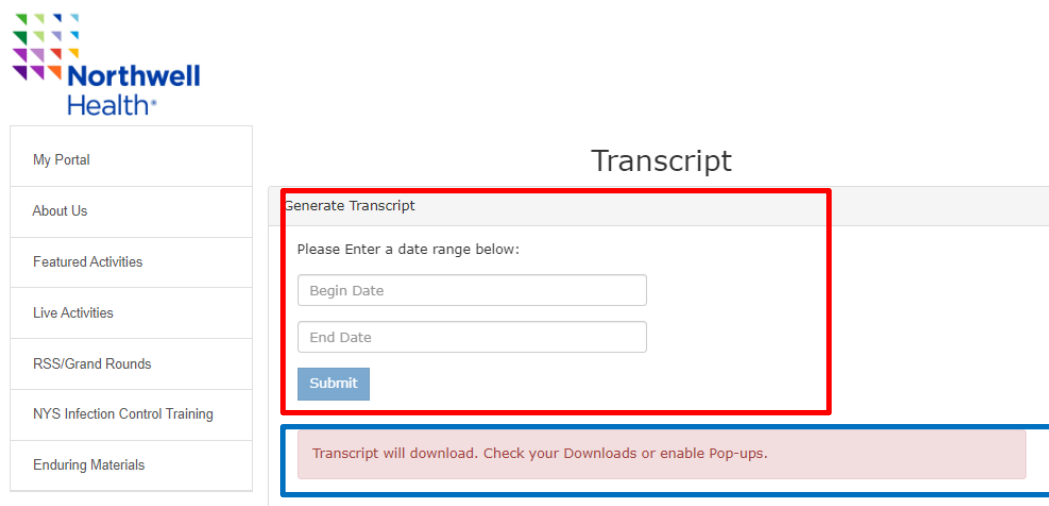 Northwell
Health
My Portal
About Us
Featured Activities
Live Activities
RSS/Grand Rounds
NYS Infection Control Training
Enduring Materials
Transcript
Generate Transcript
Please Enter a date range below:
Begin Date
End Date
Submit
Transcript will download. Check your Downloads or enable Pop-ups.